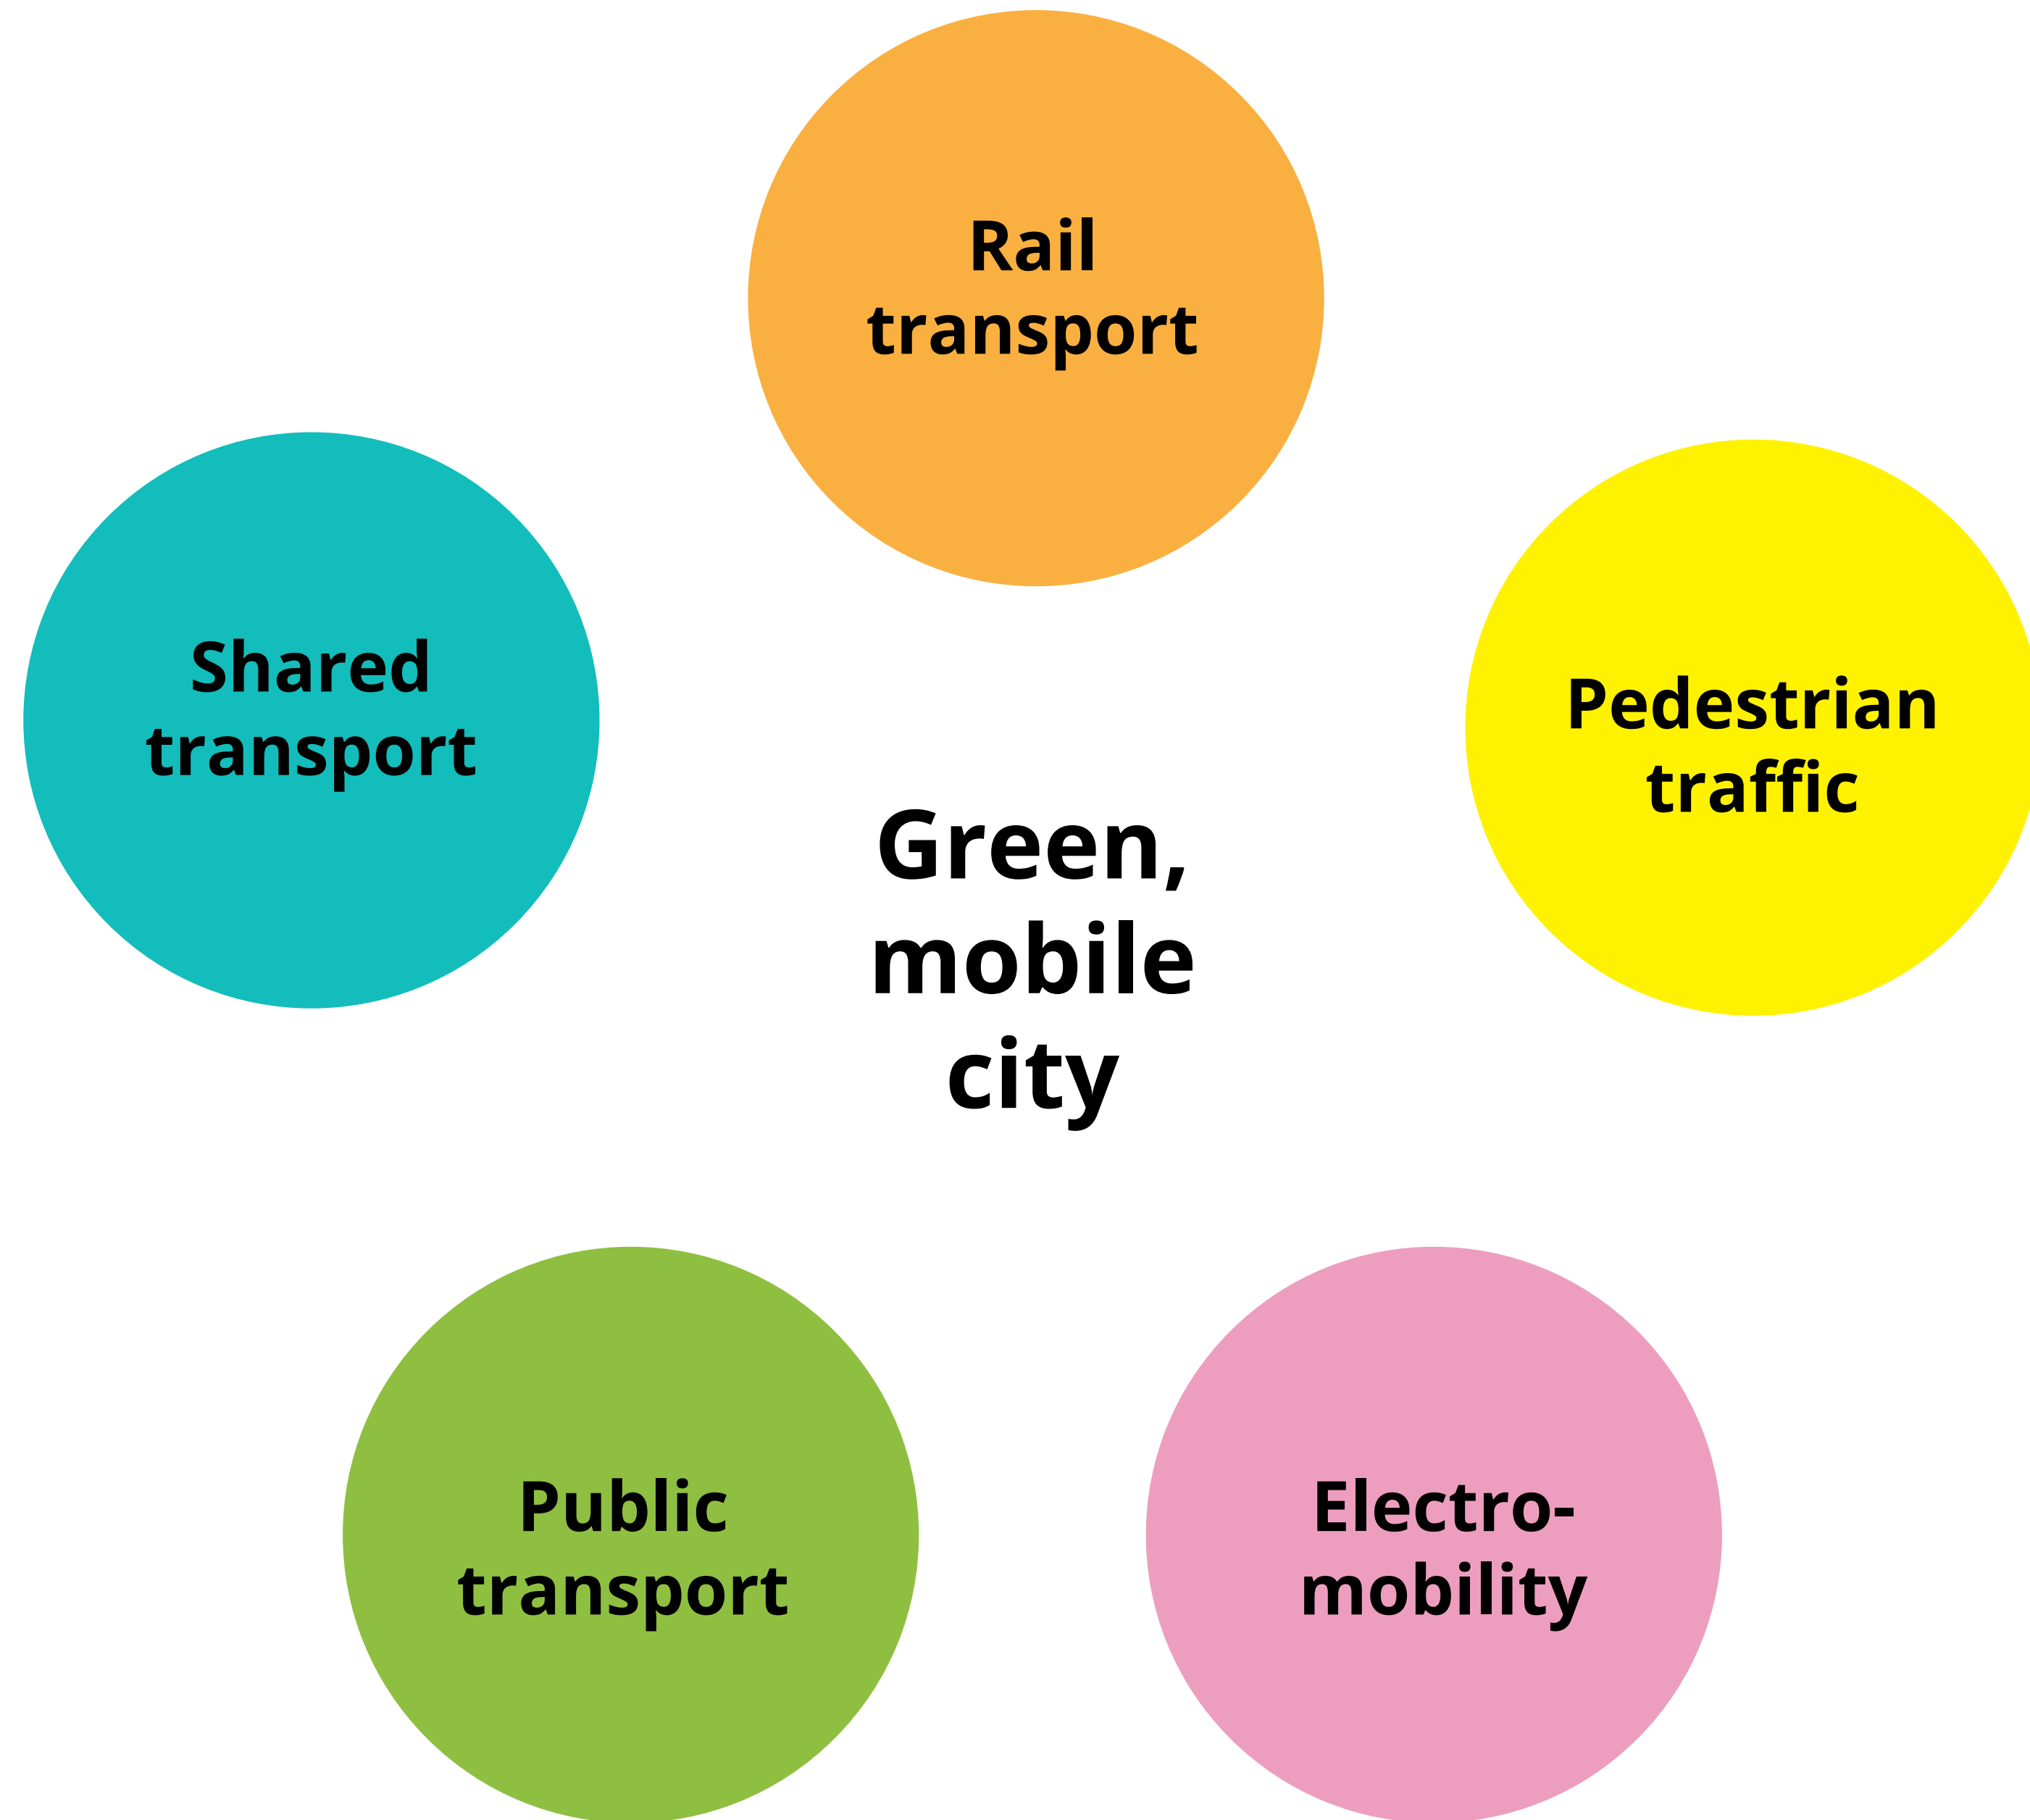 Rail
transport
Shared
transport
Pedestrian
traffic
Green,
mobile
city
Public
transport
Electro-
mobility